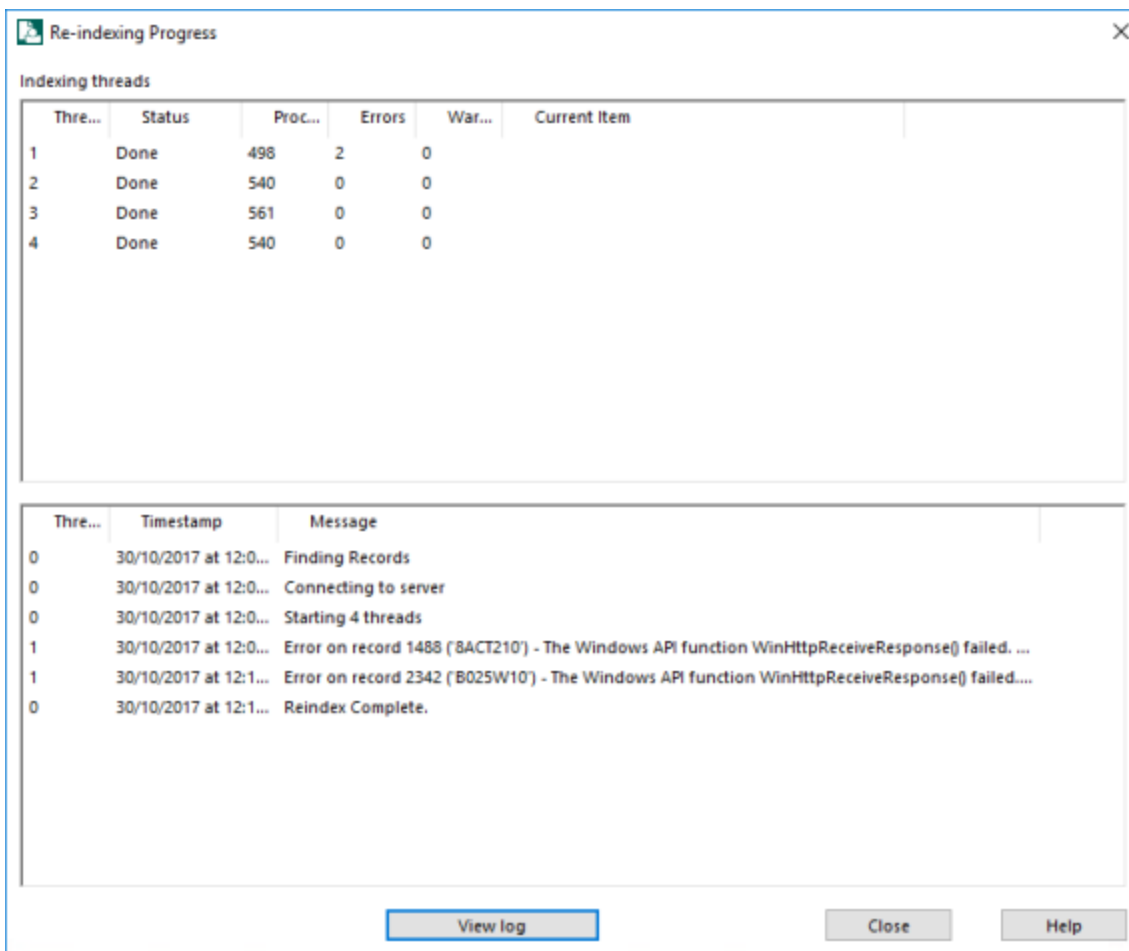 Re-indexing Progress
Indexing threads
Thre... Status Proc... Errors War... Current Item
1 Done 498 2 0
2 Done 540 0 0
3 Done 561 0 0
4 Done 540 0 0
Thre... Timestamp Message
0 30/10/2017 at 12:0... Finding Records
0 30/10/2017 at 12:0... Connecting to server
0 30/10/2017 at 12:0... Starting 4 threads
1 30/10/2017 at 12:0... Error on record 1488 ('8ACT210') - The Windows API function WinHttpReceiveResponse() failed. ...
1 30/10/2017 at 12:1... Error on record 2342 ('B025W10') - The Windows API function WinHttpReceiveResponse() failed....
0 30/10/2017 at 12:1... Reindex Complete.
View log Close Help